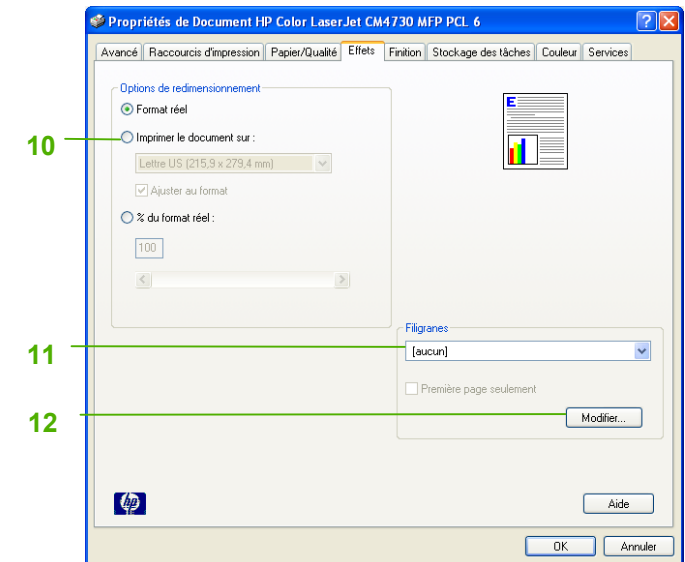 Propriétés de Document HP Color LaserJet CM4730 MFP PCL 6
Avancé Raccourcis d'impression Papier/Qualité Effets Finition Stockage des tâches Couleur Services
Options de redimensionnement
Format réel
10
Imprimer le document sur :
Lettre US (215,9 x 279,4 mm)
Ajuster au format
% du format réel :
100
E
Filigranes
11
[aucun]
Première page seulement
12
Modifier...
hp
Aide
OK Annuler